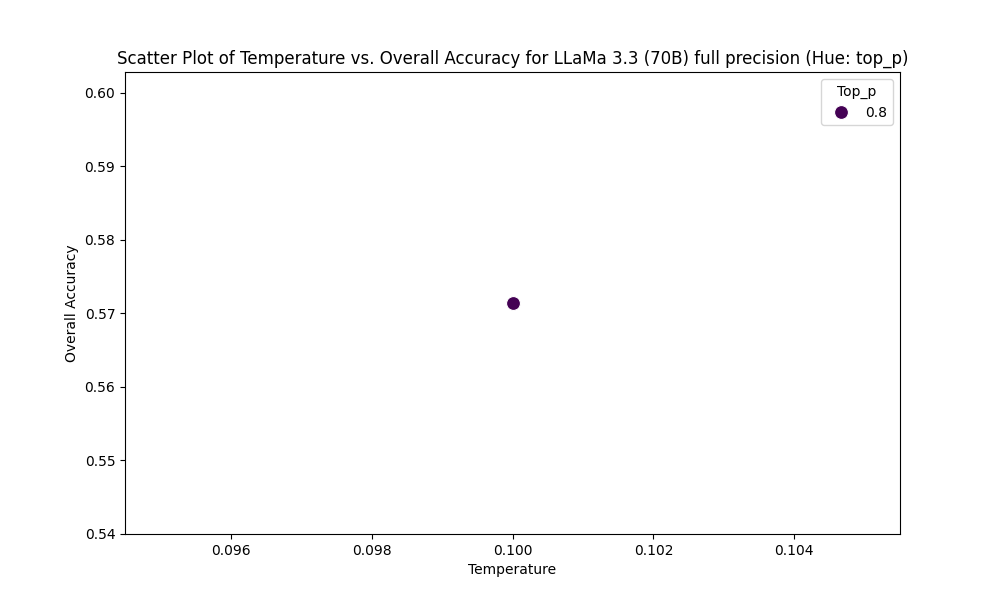 Scatter Plot of Temperature vs. Overall Accuracy for LLaMa 3.3 (70B) full precision (Hue: top_p)
Top_p
0.8
0.60
0.59
0.58
0.57
0.56
0.55
0.54
Overall Accuracy
0.096 0.098 0.100 0.102 0.104
Temperature